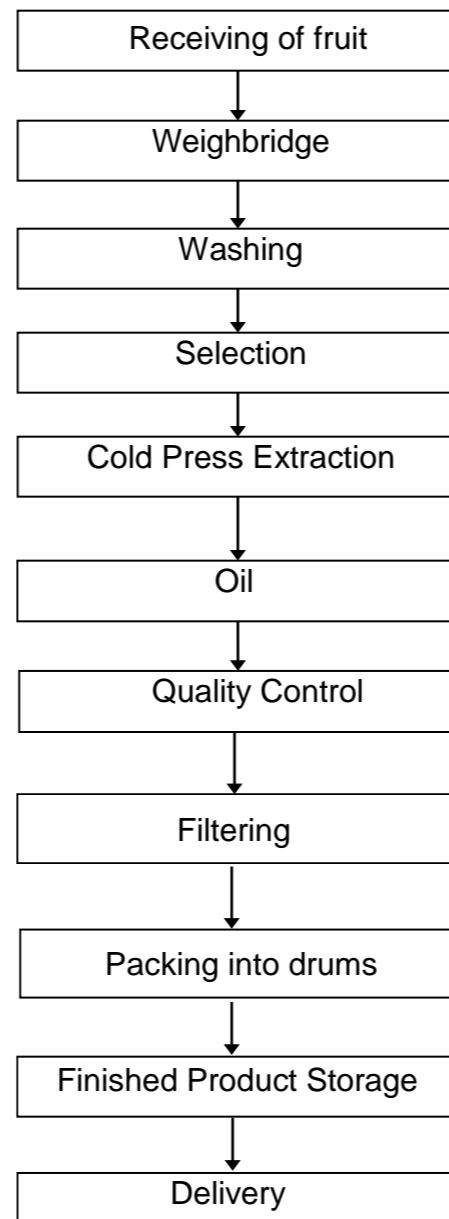 Receiving of fruit
Weighbridge
Washing
Selection
Cold Press Extraction
Oil
Quality Control
Filtering
Packing into drums
Finished Product Storage
Delivery